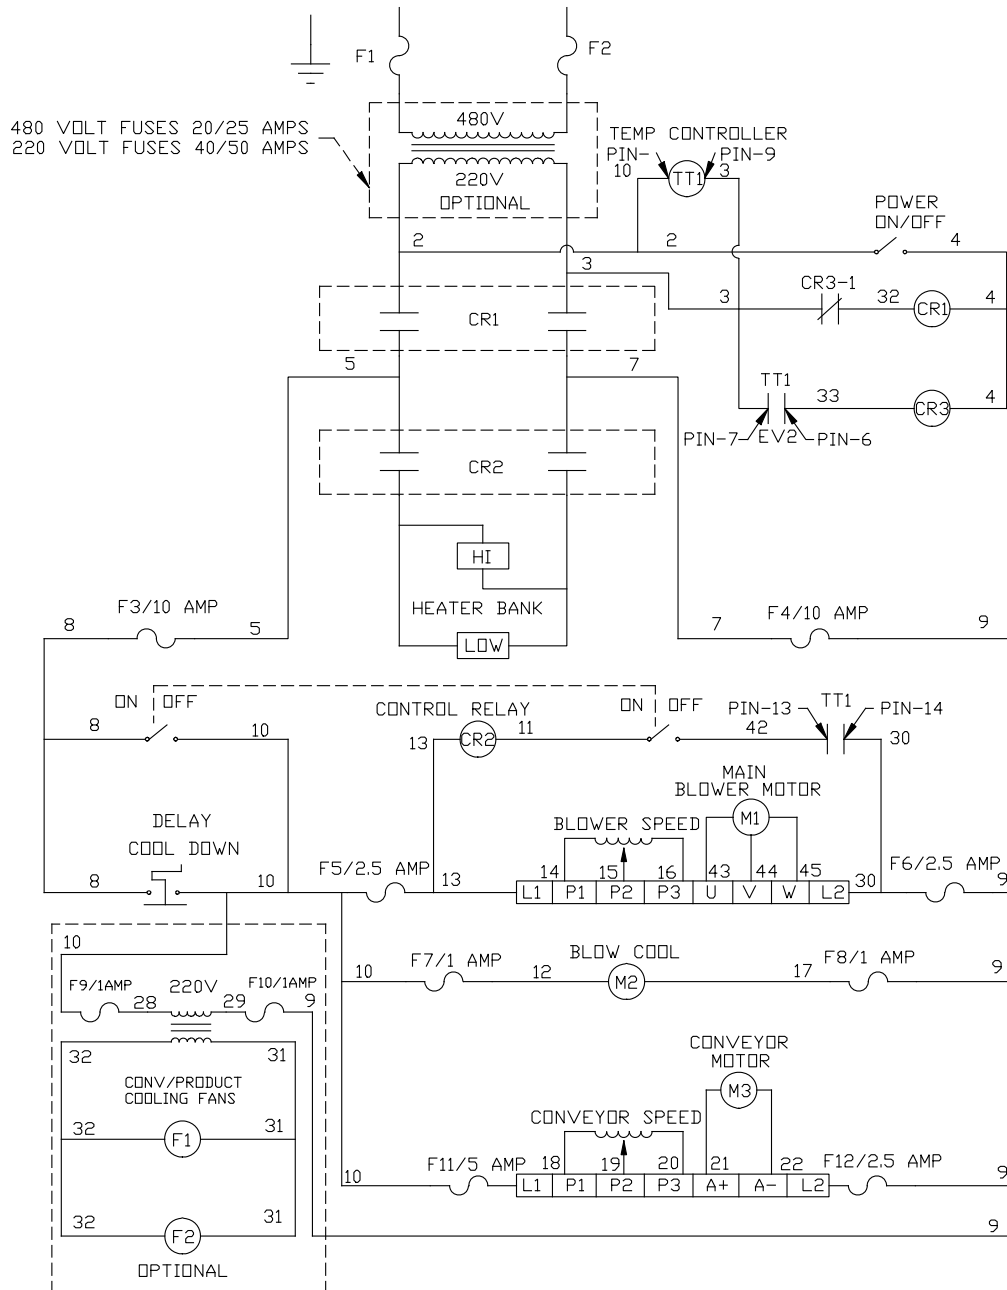 F1
F2
480 VOLT FUSES 20/25 AMPS
220 VOLT FUSES 40/50 AMPS
480V
220V
OPTIONAL
TEMP CONTROLLER
PIN-
10
PIN-9
3
TT1
POWER
ON/OFF
2
2
4
3
3
CR3-1
32
CR1
4
CR1
5
7
TT1
33
CR3
4
PIN-7
EV2
PIN-6
CR2
HI
HEATER BANK
LOW
F3/10 AMP
8
5
F4/10 AMP
7
9
ON
OFF
8
10
CONTROL RELAY
13
CR2
11
ON
OFF
PIN-13
TT1
PIN-14
42
30
MAIN
BLOWER MOTOR
M1
BLOWER SPEED
DELAY
COOL DOWN
8
10
F5/2.5 AMP
13
14
15
16
43
44
45
30
L1
P1
P2
P3
U
V
W
L2
F6/2.5 AMP
9
10
F7/1 AMP
12
BLOW COOL
M2
17
F8/1 AMP
9
10
F9/1AMP
28
220V
29
F10/1AMP
9
32
31
CONV/PRODUCT
COOLING FANS
32
F1
31
32
F2
31
OPTIONAL
CONVEYOR
MOTOR
M3
CONVEYOR SPEED
10
F11/5 AMP
18
19
20
21
22
L1
P1
P2
P3
A+
A-
L2
F12/2.5 AMP
9
9